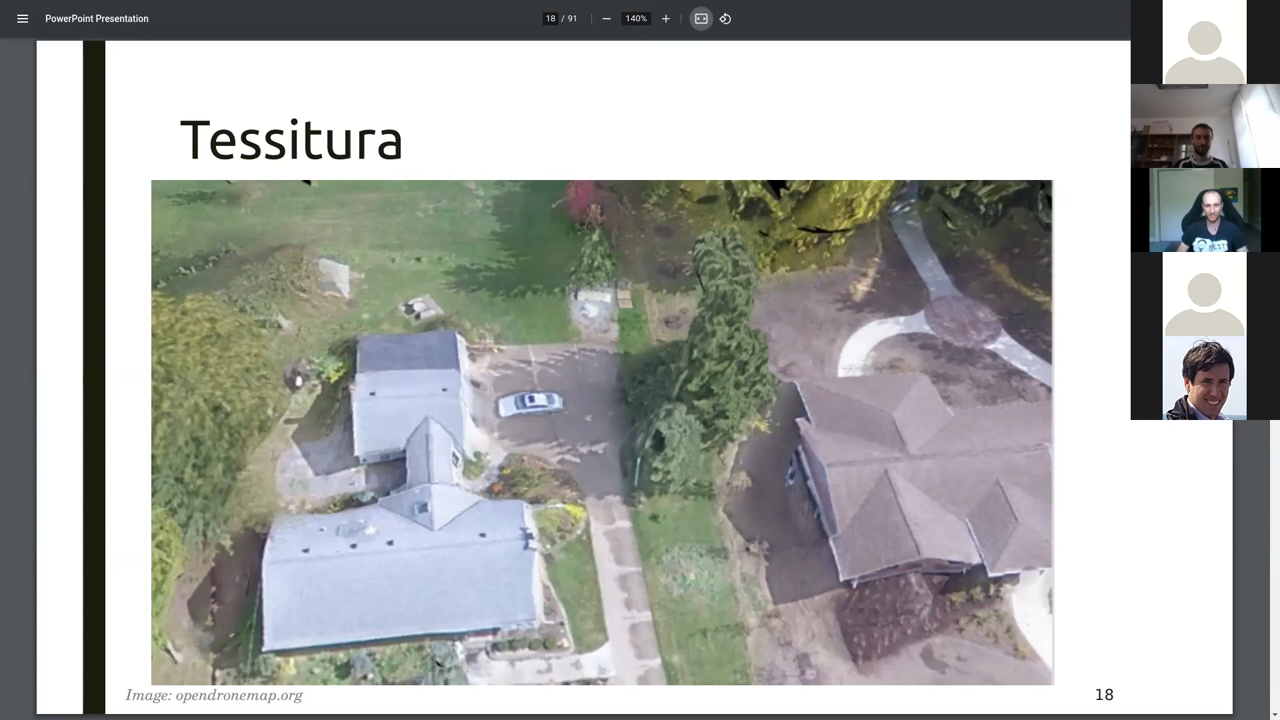 PowerPoint Presentation
18 / 91
140%
Tessitura
Image: opendronemap.org
18